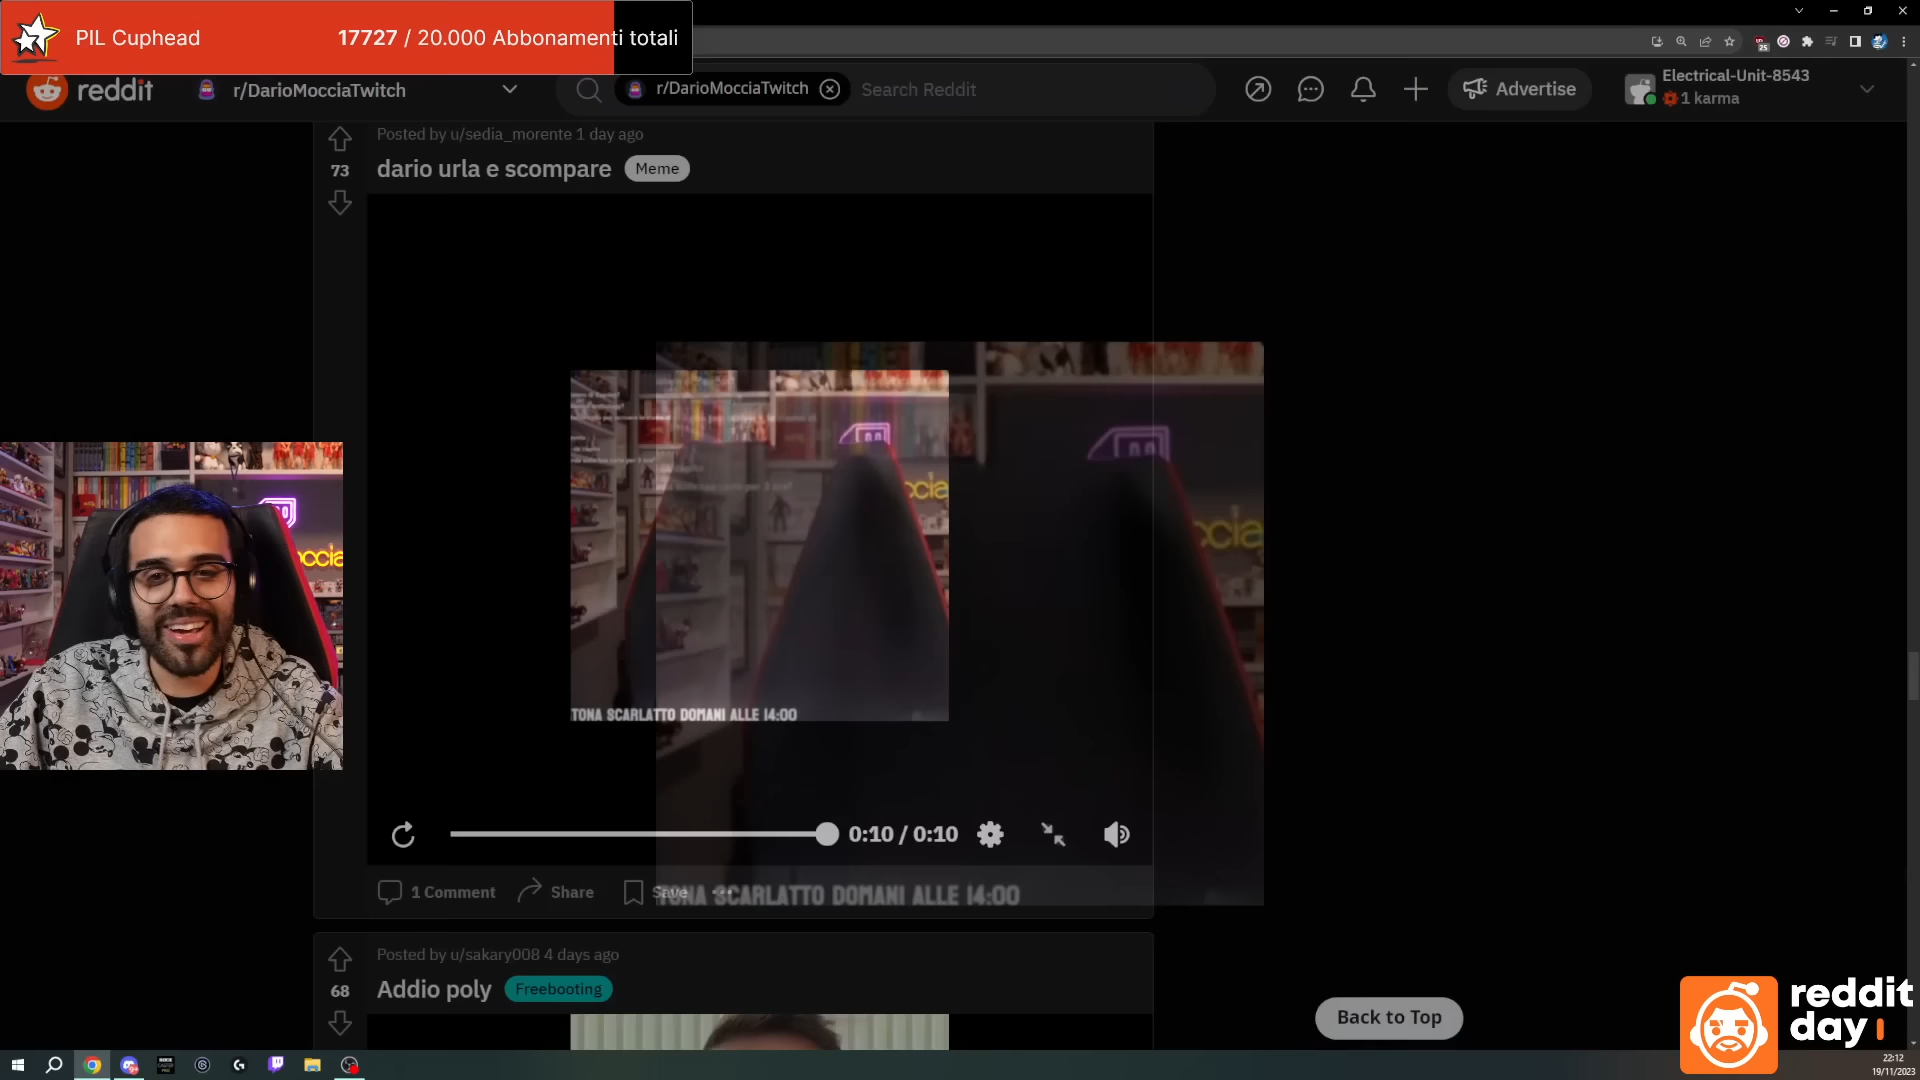 PIL Cuphead
17727 / 20.000 Abbonamenti totali
reddit
r/DarioMocciaTwitch
r/DarioMocciaTwitch
Search Reddit
25
Advertise
Electrical-Unit-8543
1 karma
Posted by u/sedia_morente 1 day ago
73
dario urla e scompare
Meme
ccia
TONA SCARLATTO DOMANI ALLE 14:00
0:10 / 0:10
1 Comment
Share
Save
TONA SCARLATTO DOMANI ALLE 14:00
Posted by u/sakary008 4 days ago
68
Addio poly
Freebooting
Back to Top
reddit
day
22:12
19/11/2023